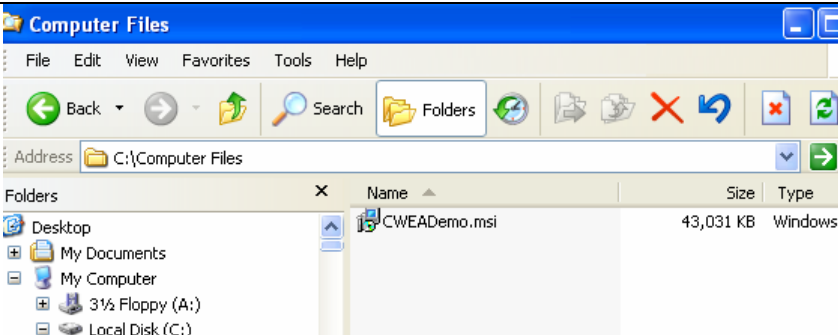 Computer Files
File Edit View Favorites Tools Help
Back Search Folders
Address C:\Computer Files
Folders × Name Size Type
Desktop CWEADemo.msi 43,031 KB Windows
My Documents
My Computer
3½ Floppy (A:)
Local Disk (C:)